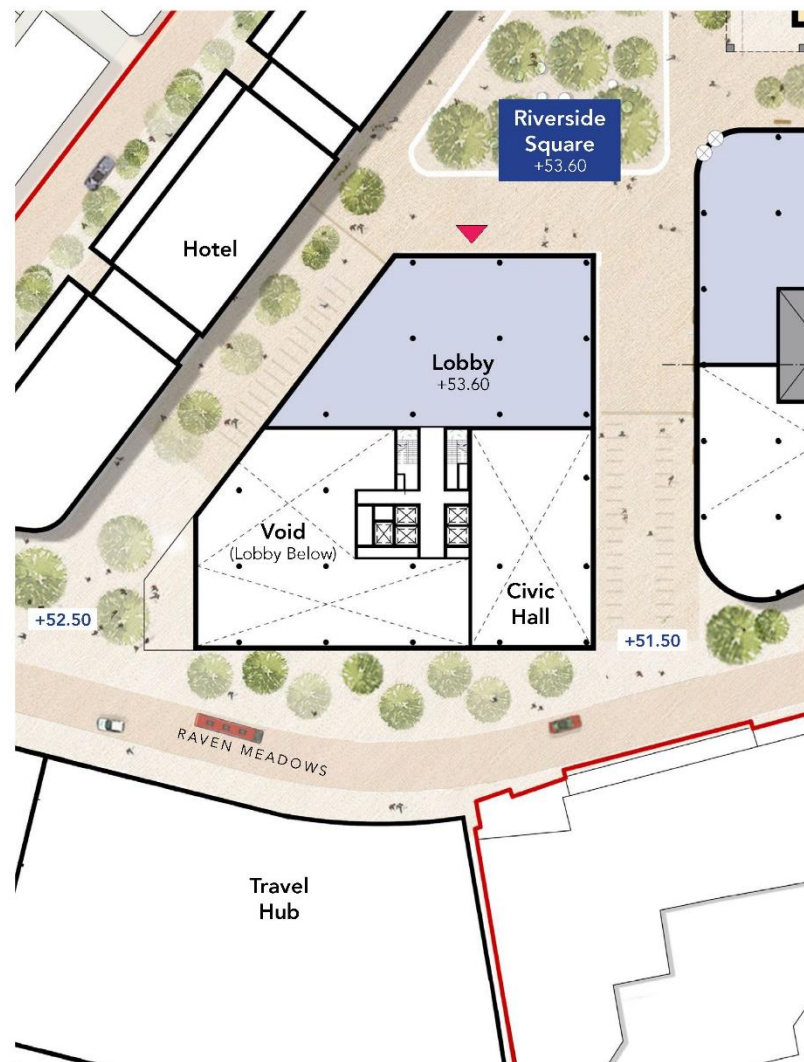 Riverside
Square
+53.60
Hotel
Lobby
+53.60
Void
(Lobby Below)
Civic
Hall
+52.50
+51.50
RAVEN MEADOWS
Travel
Hub